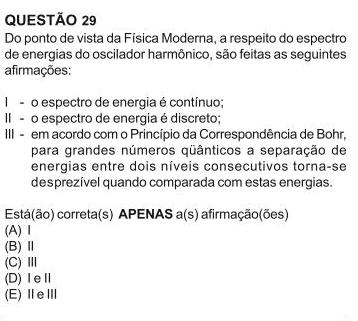 QUESTÃO 29
Do ponto de vista da Física Moderna, a respeito do espectro
de energias do oscilador harmônico, são feitas as seguintes
afirmações:
I - o espectro de energia é contínuo;
II - o espectro de energia é discreto;
III - em acordo com o Princípio da Correspondência de Bohr,
para grandes números qüânticos a separação de
energias entre dois níveis consecutivos torna-se
desprezível quando comparada com estas energias.
Está(ão) correta(s) APENAS a(s) afirmação(ões)
(A) I
(B) II
(C) III
(D) I e II
(E) II e III